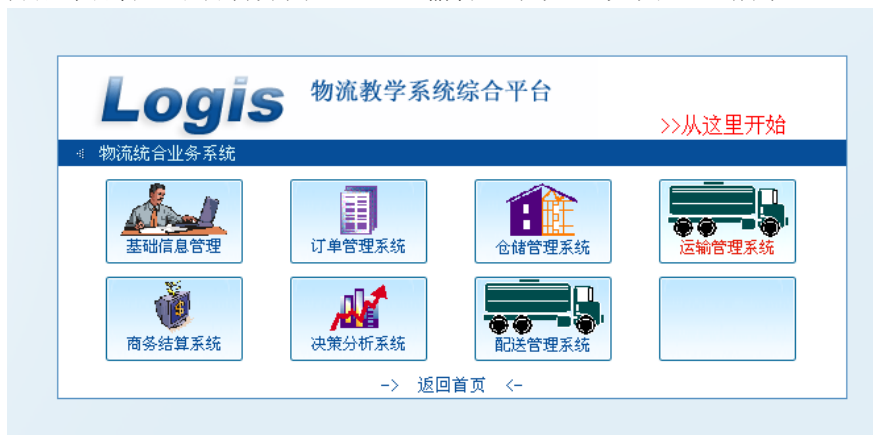 Logis 物流教学系统综合平台
>>从这里开始
物流统合业务系统
基础信息管理 订单管理系统 仓储管理系统 运输管理系统
商务结算系统 决策分析系统 配送管理系统
-> 返回首页 <-